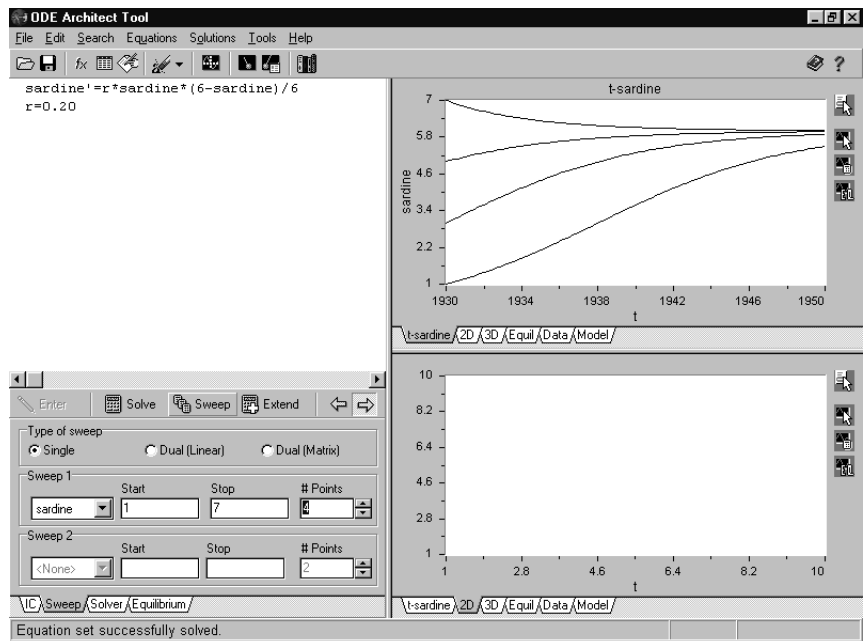 ODE Architect Tool
File Edit Search Equations Solutions Tools Help
fx
?
sardine'=r*sardine*(6-sardine)/6
r=0.20
t-sardine
7
5.8
4.6
3.4
2.2
1
sardine
1930 1934 1938 1942 1946 1950
t
t-sardine 2D 3D Equil Data Model
Enter Solve Sweep Extend
Type of sweep
Single Dual (Linear) Dual (Matrix)
Sweep 1
Start Stop # Points
sardine 1 7 4
Sweep 2
Start Stop # Points
<None> 2
IC Sweep Solver Equilibrium
10
8.2
6.4
4.6
2.8
1
1 2.8 4.6 6.4 8.2 10
t
t-sardine 2D 3D Equil Data Model
Equation set successfully solved.